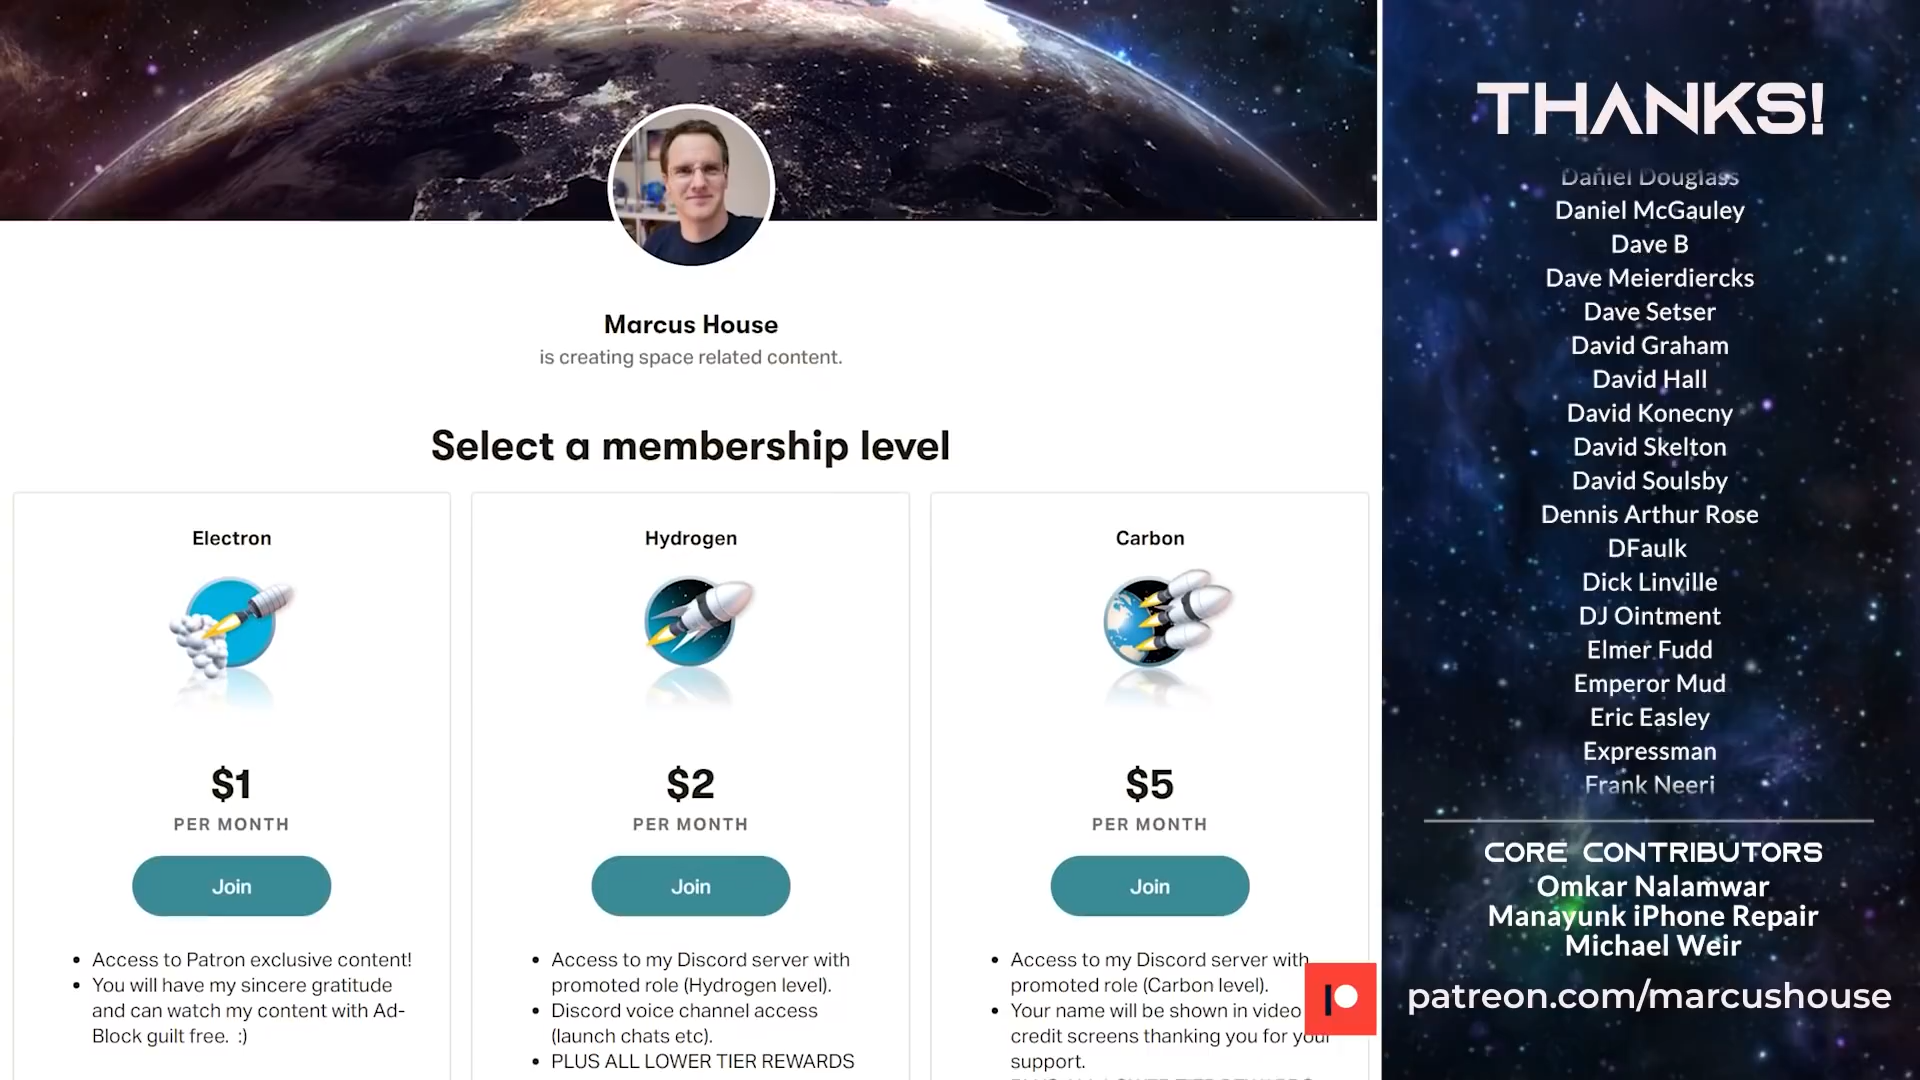 Marcus House
is creating space related content.
Select a membership level
Electron
$1
PER MONTH
Join
• Access to Patron exclusive content!
• You will have my sincere gratitude
and can watch my content with Ad-
Block guilt free. :)
Hydrogen
$2
PER MONTH
Join
• Access to my Discord server with
promoted role (Hydrogen level).
• Discord voice channel access
(launch chats etc).
• PLUS ALL LOWER TIER REWARDS
Carbon
$5
PER MONTH
Join
• Access to my Discord server with
promoted role (Carbon level).
• Your name will be shown in video
credit screens thanking you for your
support.
PLUS ALL LOWER TIER REWARDS
THANKS!
Daniel Douglass
Daniel McGauley
Dave B
Dave Meierdiercks
Dave Setser
David Graham
David Hall
David Konecny
David Skelton
David Soulsby
Dennis Arthur Rose
DFaulk
Dick Linville
DJ Ointment
Elmer Fudd
Emperor Mud
Eric Easley
Expressman
Frank Neeri
CORE CONTRIBUTORS
Omkar Nalamwar
Manayunk iPhone Repair
Michael Weir
patreon.com/marcushouse